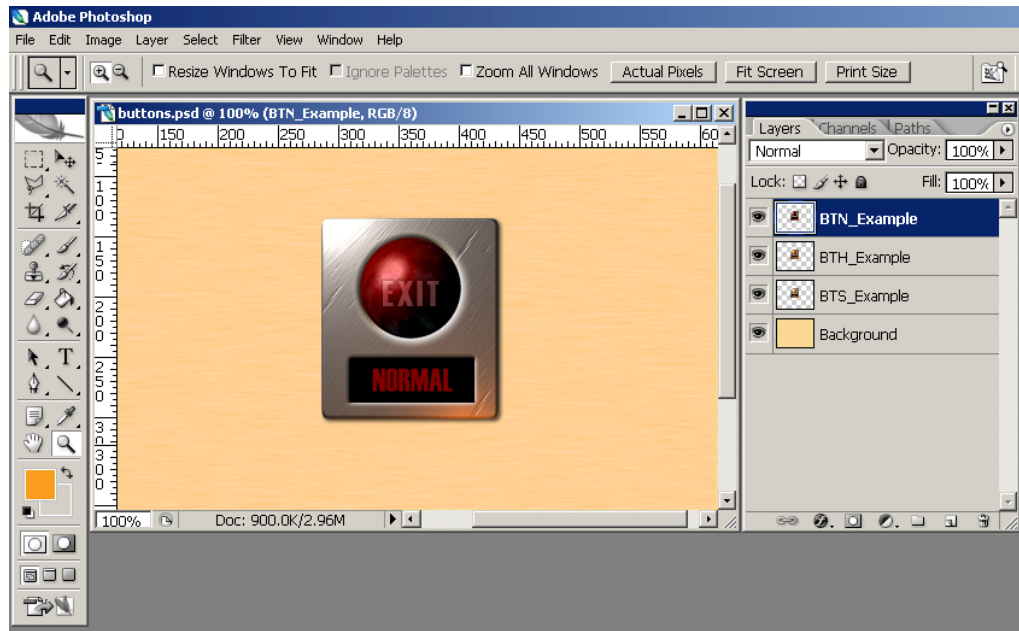 Adobe Photoshop
File Edit Image Layer Select Filter View Window Help
Resize Windows To Fit Ignore Palettes Zoom All Windows Actual Pixels Fit Screen Print Size
buttons.psd @ 100% (BTN_Example, RGB/8)
150 200 250 300 350 400 450 500 550
EXIT
NORMAL
100% Doc: 900.0K/2.96M
Layers Channels Paths
Normal Opacity: 100%
Lock: Fill: 100%
BTN_Example
BTH_Example
BTS_Example
Background